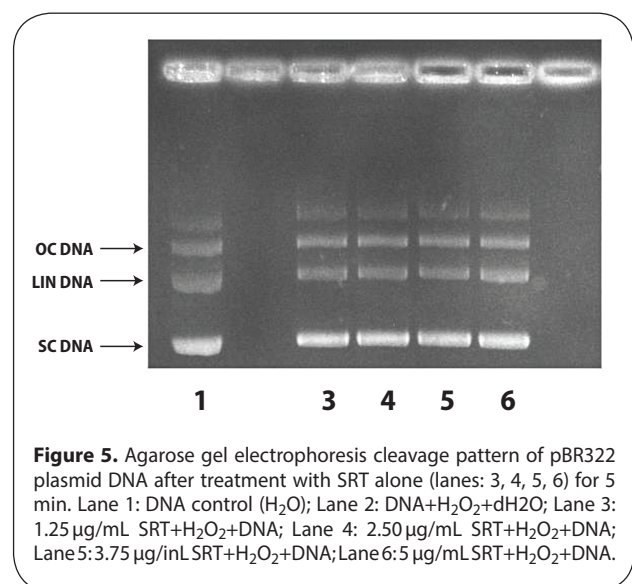 OC DNA
LIN DNA
SC DNA
1 3 4 5 6
Figure 5. Agarose gel electrophoresis cleavage pattern of pBR322
plasmid DNA after treatment with SRT alone (lanes: 3, 4, 5, 6) for 5
min. Lane 1: DNA control (H₂O); Lane 2: DNA+H₂O₂+dH2O; Lane 3:
1.25 µg/mL SRT+H₂O₂+DNA; Lane 4: 2.50 µg/mL SRT+H₂O₂+DNA;
Lane 5: 3.75 µg/inL SRT+H₂O₂+DNA; Lane 6: 5 µg/mL SRT+H₂O₂+DNA.